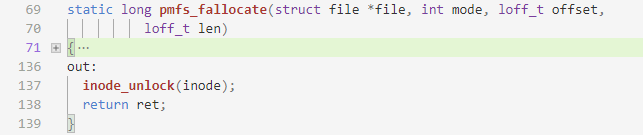 69 static long pmfs_fallocate(struct file *file, int mode, loff_t offset,
70 loff_t len)
71 { ⋯
136 out:
137 inode_unlock(inode);
138 return ret;
139 }